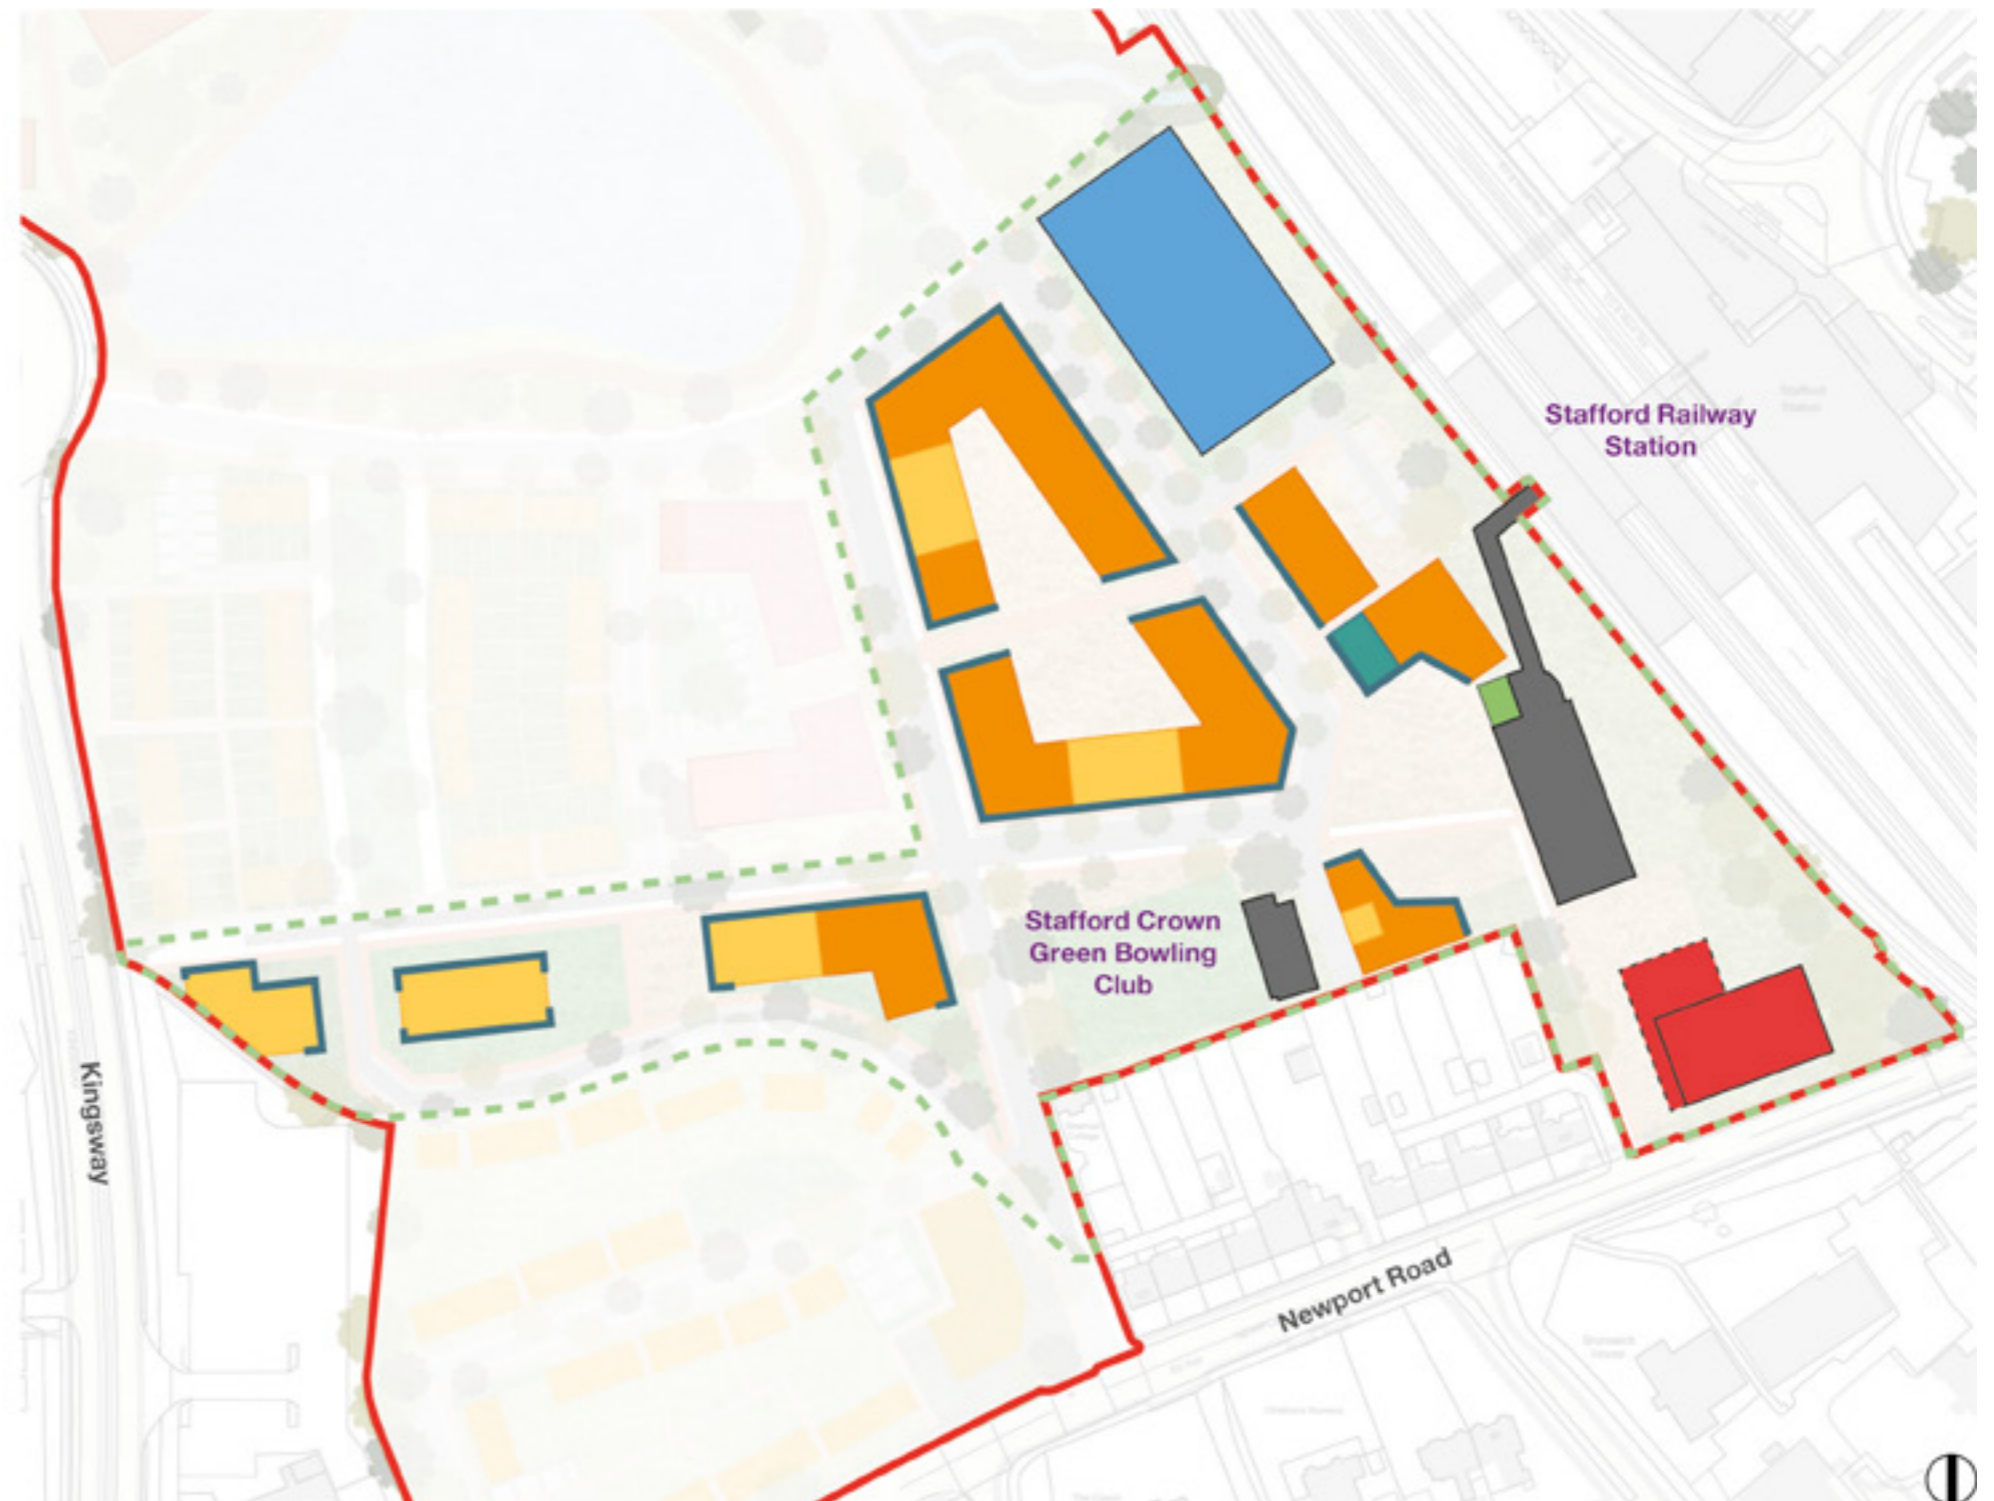 Stafford Railway
Station
Stafford Crown
Green Bowling
Club
Kingsway
Newport Road